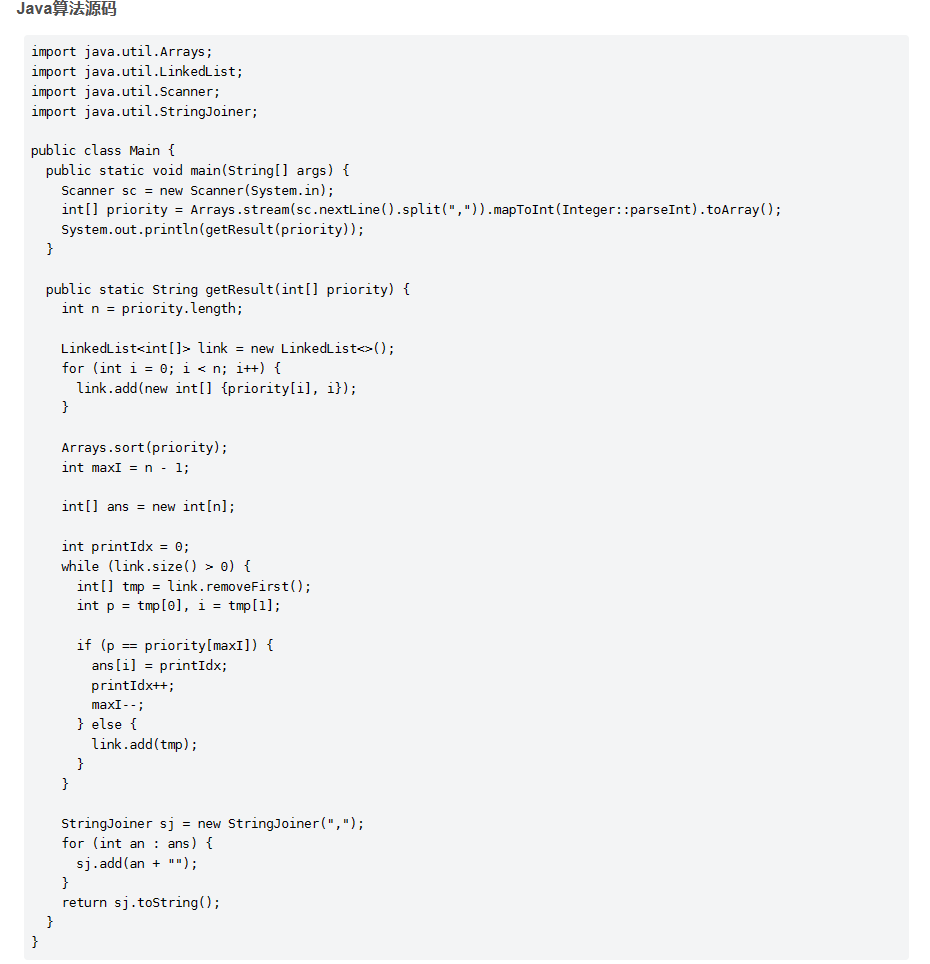 Java算法源码
import java.util.Arrays;
import java.util.LinkedList;
import java.util.Scanner;
import java.util.StringJoiner;

public class Main {
  public static void main(String[] args) {
    Scanner sc = new Scanner(System.in);
    int[] priority = Arrays.stream(sc.nextLine().split(",")).mapToInt(Integer::parseInt).toArray();
    System.out.println(getResult(priority));
  }

  public static String getResult(int[] priority) {
    int n = priority.length;

    LinkedList<int[]> link = new LinkedList<>();
    for (int i = 0; i < n; i++) {
      link.add(new int[] {priority[i], i});
    }

    Arrays.sort(priority);
    int maxI = n - 1;

    int[] ans = new int[n];

    int printIdx = 0;
    while (link.size() > 0) {
      int[] tmp = link.removeFirst();
      int p = tmp[0], i = tmp[1];

      if (p == priority[maxI]) {
        ans[i] = printIdx;
        printIdx++;
        maxI--;
      } else {
        link.add(tmp);
      }
    }

    StringJoiner sj = new StringJoiner(",");
    for (int an : ans) {
      sj.add(an + "");
    }
    return sj.toString();
  }
}